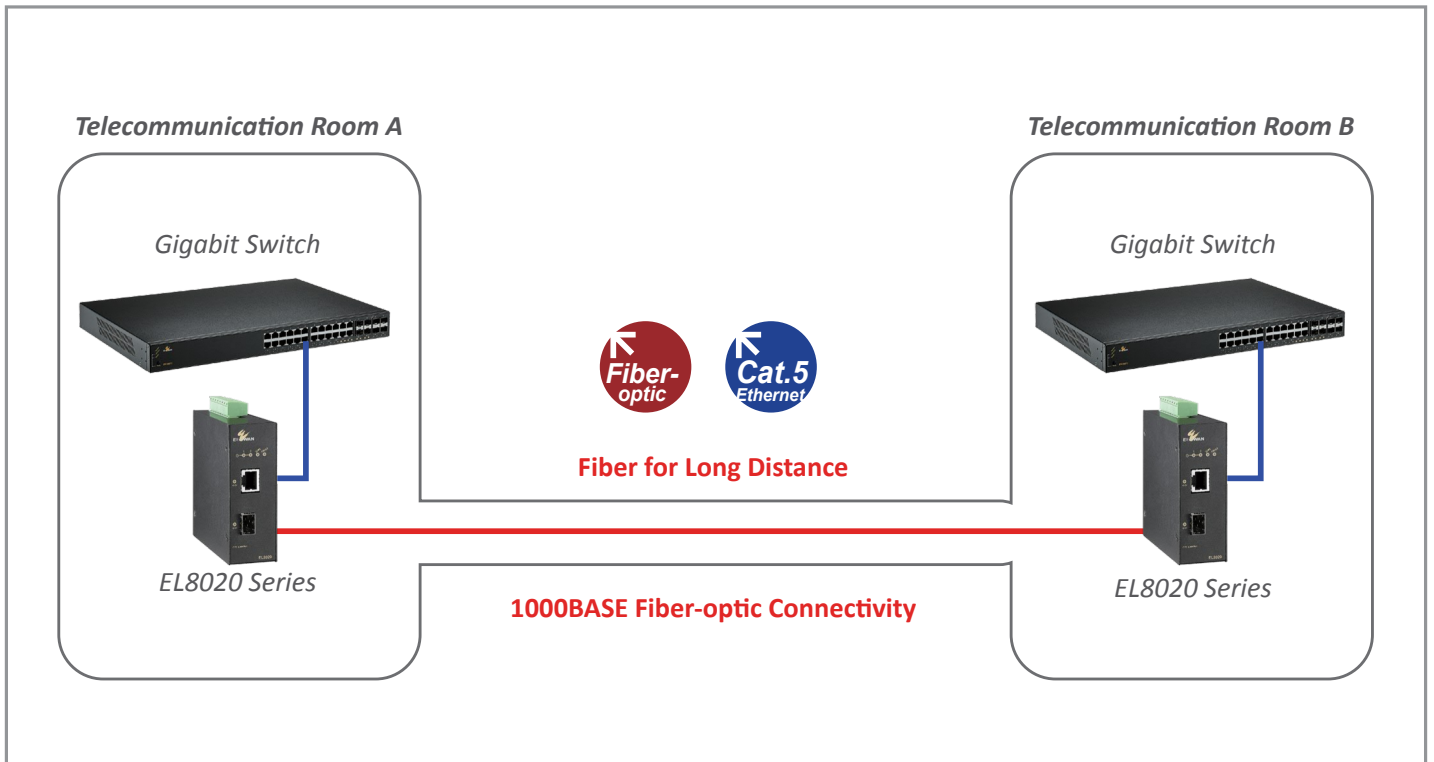 Telecommunication Room A
Telecommunication Room B
Gigabit Switch
Gigabit Switch
Fiber-
optic
Cat.5
Ethernet
Fiber for Long Distance
EL8020 Series
EL8020 Series
1000BASE Fiber-optic Connectivity